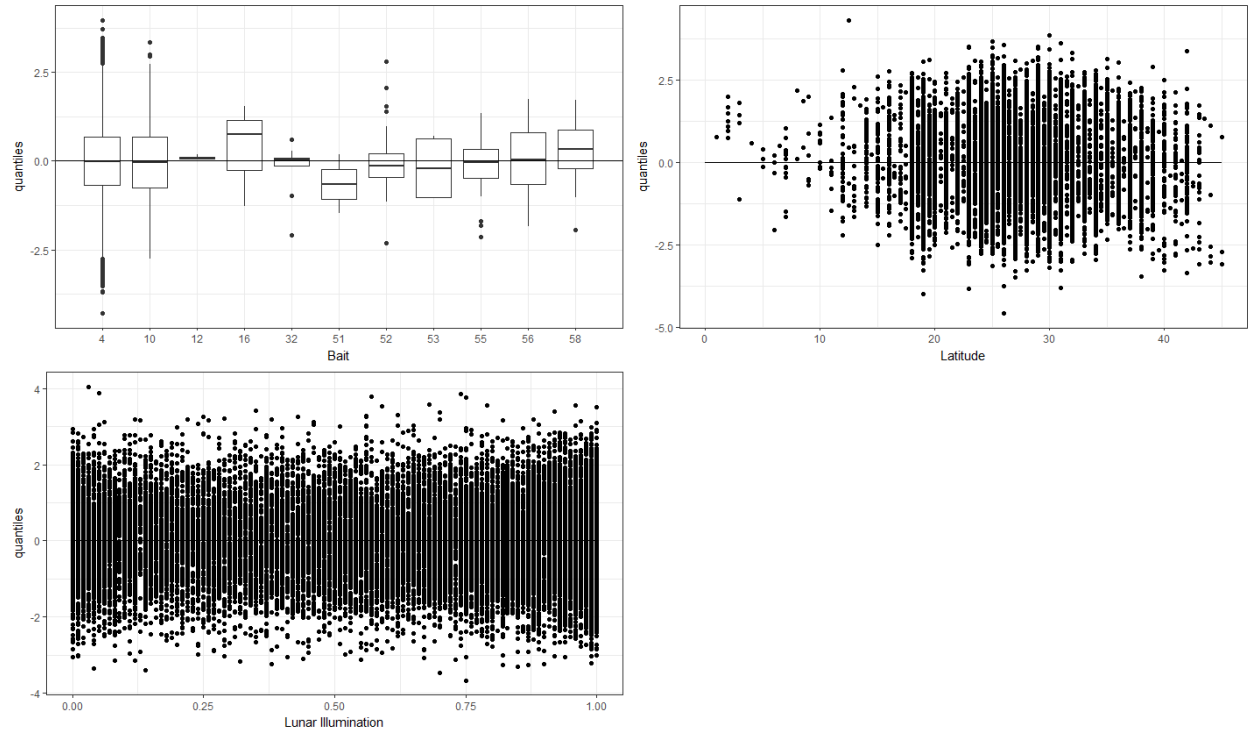 quantiles
2.5
0.0
-2.5
4 10 12 16 32 51 52 53 55 56 58
Bait
quantiles
2.5
0.0
-2.5
-5.0
0 10 20 30 40
Latitude
quantiles
4
2
0
-2
-4
0.00 0.25 0.50 0.75 1.00
Lunar Illumination